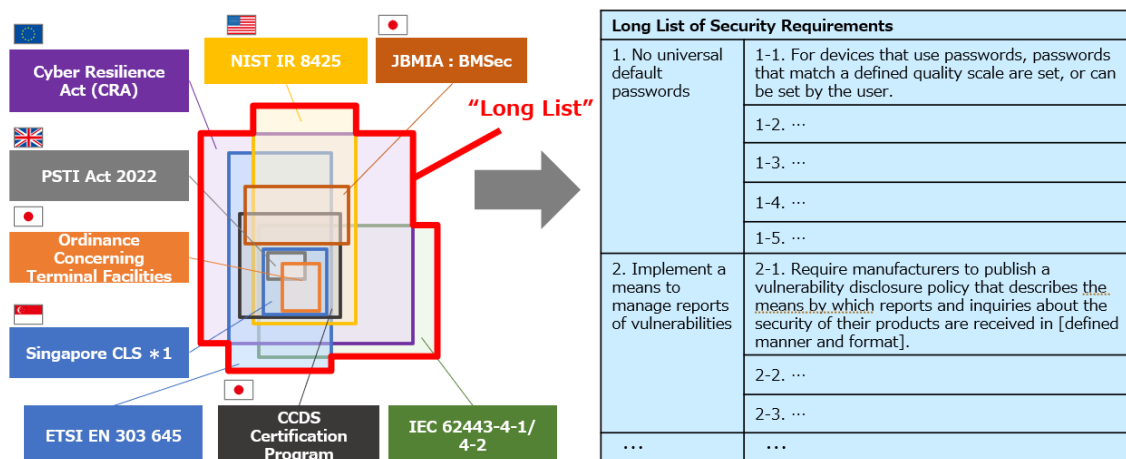 Cyber Resilience
Act (CRA)
NIST IR 8425
JBMIA : BMSec
"Long List"
PSTI Act 2022
Ordinance
Concerning
Terminal Facilities
Singapore CLS *1
ETSI EN 303 645
CCDS
Certification
Program
IEC 62443-4-1/
4-2
Long List of Security Requirements
1. No universal
default
passwords
1-1. For devices that use passwords, passwords
that match a defined quality scale are set, or can
be set by the user.
1-2. …
1-3. …
1-4. …
1-5. …
2. Implement a
means to
manage reports
of vulnerabilities
2-1. Require manufacturers to publish a
vulnerability disclosure policy that describes the
means by which reports and inquiries about the
security of their products are received in [defined
manner and format].
2-2. …
2-3. …
…
…